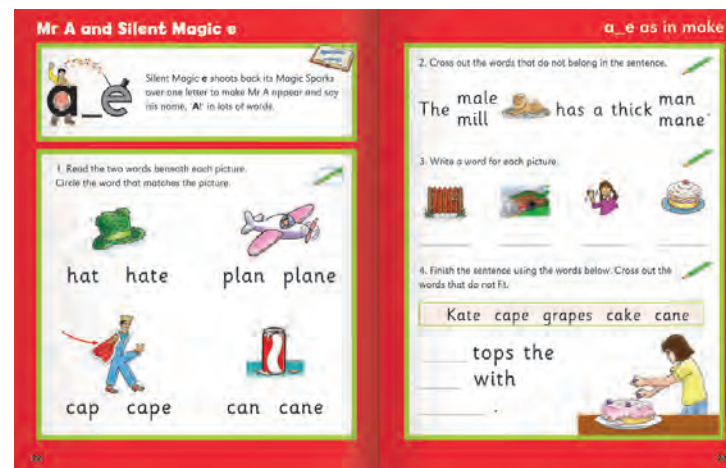 Mr A and Silent Magic e
a_e
Silent Magic e shoots back its Magic Sparks
over one letter to make Mr A appear and say
his name, 'A!' in lots of words.
1. Read the two words beneath each picture.
Circle the word that matches the picture.
hat hate plan plane
cap cape can cane
a_e as in make
2. Cross out the words that do not belong in the sentence.
The male mill has a thick man mane.
3. Write a word for each picture.
4. Finish the sentence using the words below. Cross out the
words that do not fit.
Kate cape grapes cake cane
____ tops the
____ with
____ .